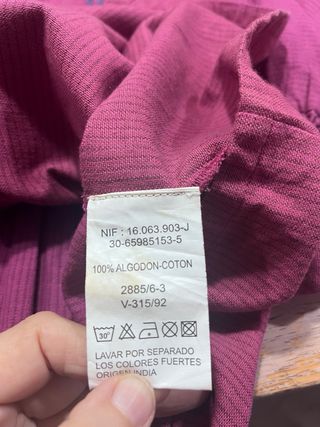 NIF : 16.063.903-J
30-65985153-5
100% ALGODON-COTON
2885/6-3
V-315/92
30°
LAVAR POR SEPARADO
LOS COLORES FUERTES
ORIGEN INDIA